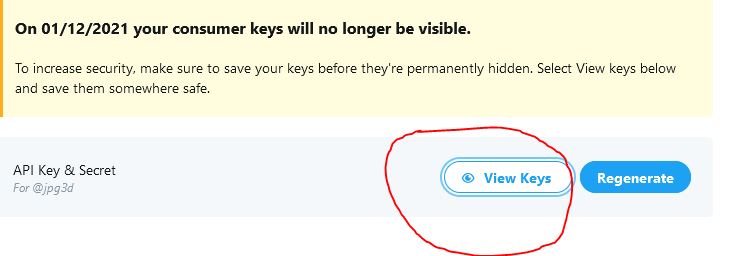 On 01/12/2021 your consumer keys will no longer be visible.
To increase security, make sure to save your keys before they're permanently hidden. Select View keys below
and save them somewhere safe.
API Key & Secret
For @jpg3d
View Keys
Regenerate